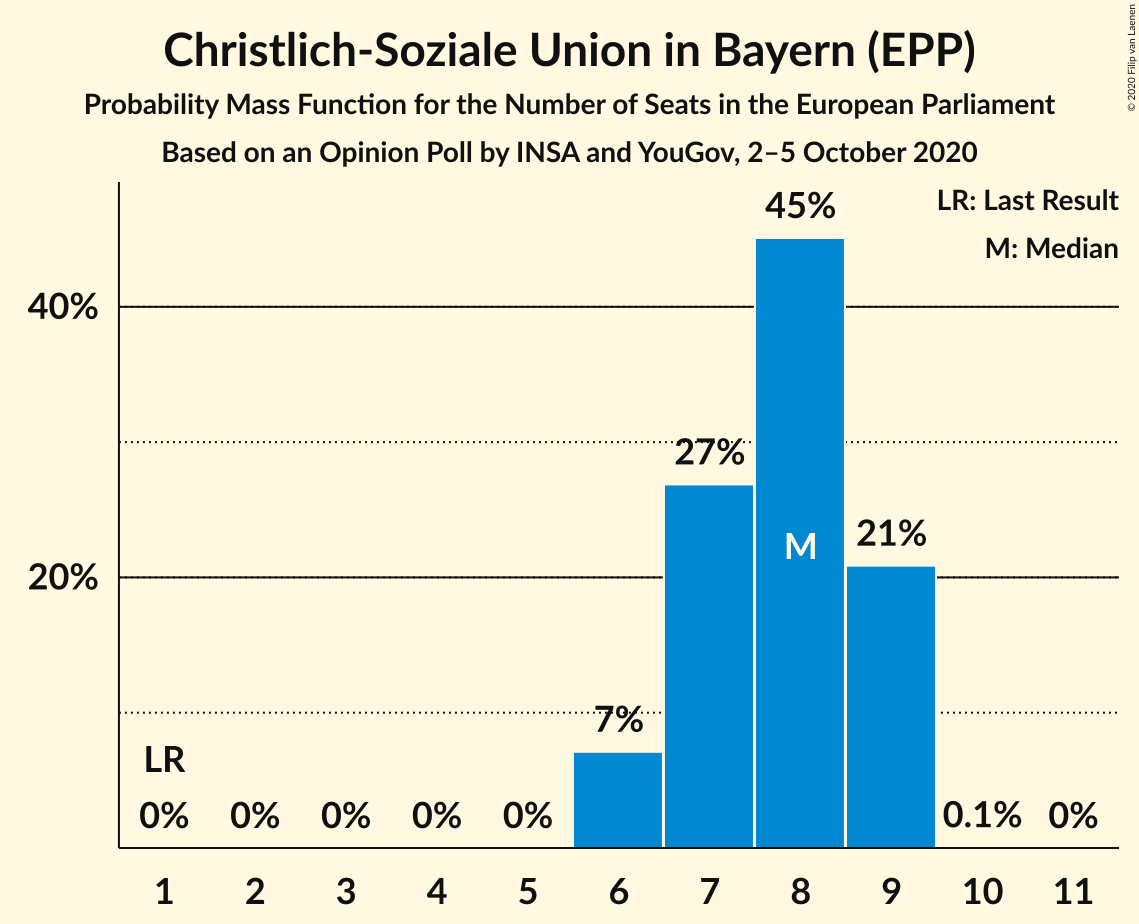 Christlich-Soziale Union in Bayern (EPP)
Probability Mass Function for the Number of Seats in the European Parliament
Based on an Opinion Poll by INSA and YouGov, 2–5 October 2020
© 2020 Filip van Laenen
LR: Last Result
M: Median
45%
40%
27%
M
21%
20%
7%
LR
0% 0% 0% 0% 0% 0.1% 0%
1 2 3 4 5 6 7 8 9 10 11